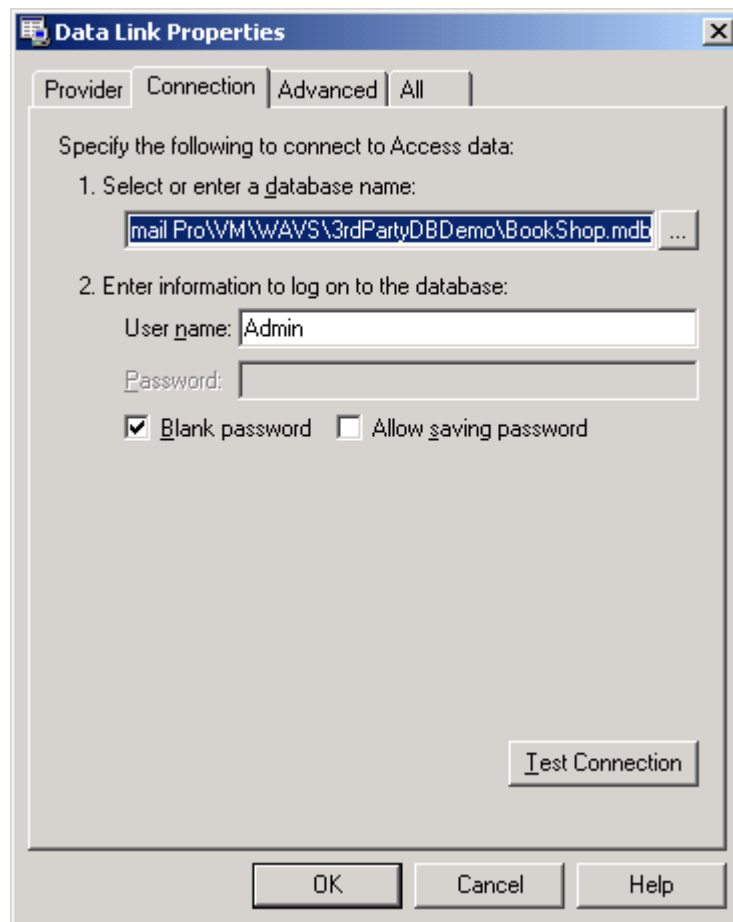 Data Link Properties
Provider Connection Advanced All
Specify the following to connect to Access data:
1. Select or enter a database name:
mail Pro\VM\WAVS\3rdPartyDBDemo\BookShop.mdb ...
2. Enter information to log on to the database:
User name: Admin
Password:
Blank password Allow saving password
Test Connection
OK Cancel Help